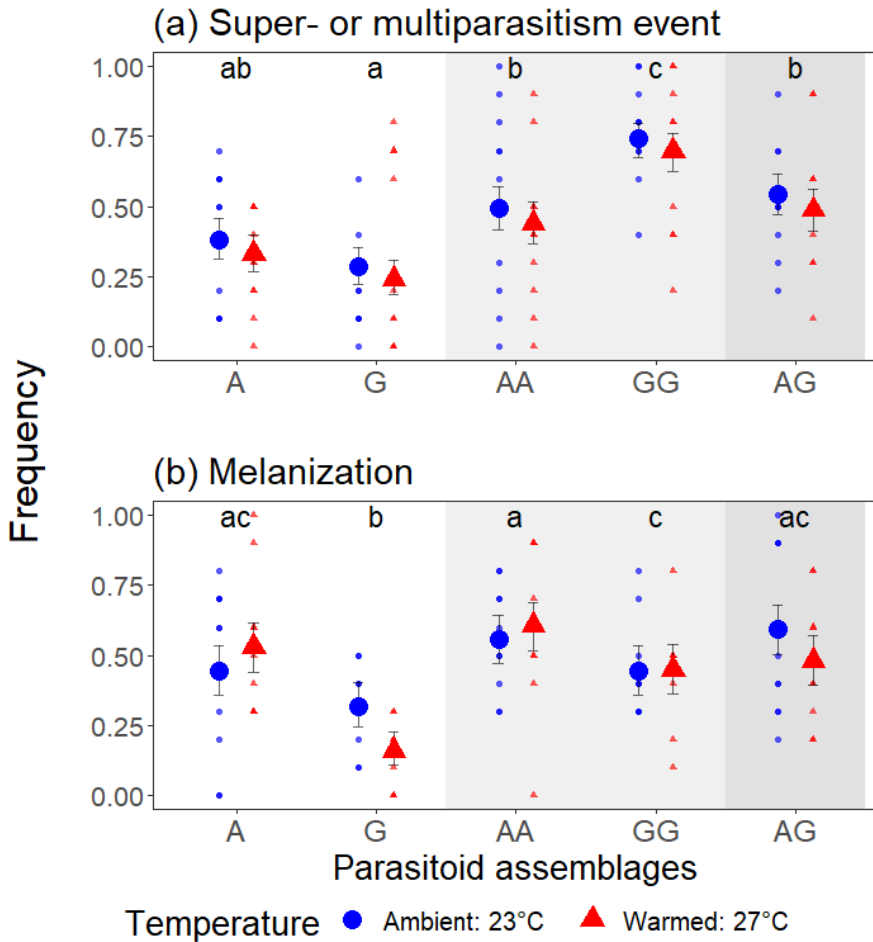 (a) Super- or multiparasitism event
1.00
0.75
0.50
0.25
0.00
ab a b c b
A G AA GG AG
Frequency
(b) Melanization
1.00
0.75
0.50
0.25
0.00
ac b a c ac
A G AA GG AG
Parasitoid assemblages
Temperature Ambient: 23°C Warmed: 27°C